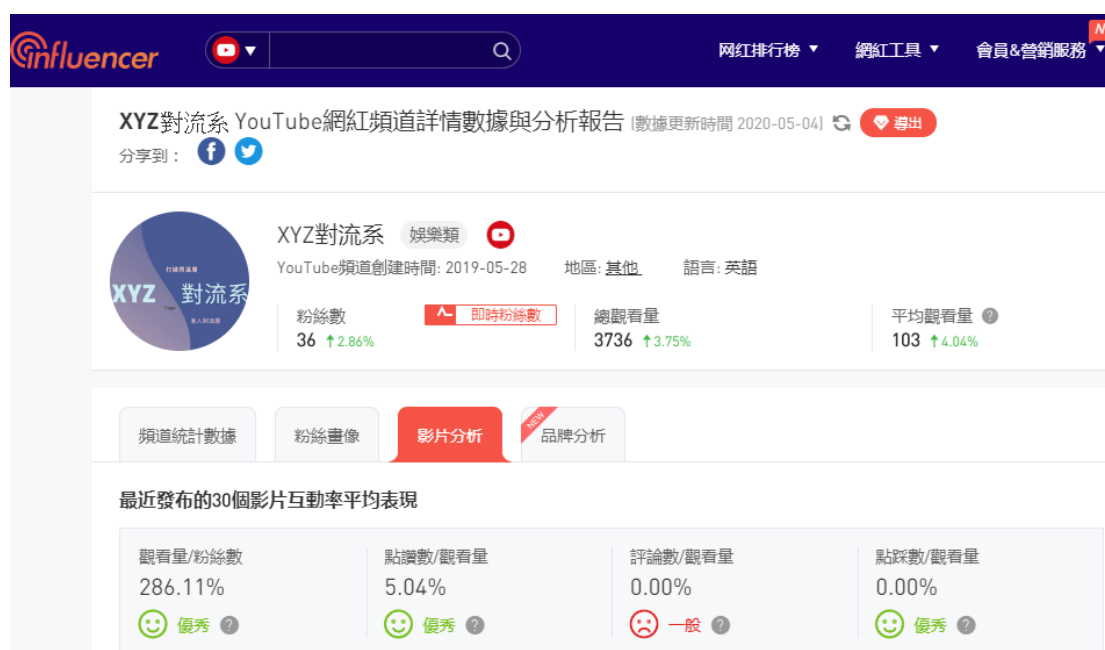 influencer
网红排行榜 ▼ 網紅工具 ▼ 會員&營銷服務 ▼
XYZ對流系 YouTube網紅頻道詳情數據與分析報告 (數據更新時間 2020-05-04) 導出
分享到：
XYZ 對流系
XYZ對流系 娛樂類
YouTube頻道創建時間: 2019-05-28 地區: 其他 語言: 英語
粉絲數 即時粉絲數 總觀看量 平均觀看量 ?
36 ↑2.86% 3736 ↑3.75% 103 ↑4.04%
頻道統計數據 粉絲畫像 影片分析 NEW 品牌分析
最近發布的30個影片互動率平均表現
觀看量/粉絲數 點讚數/觀看量 評論數/觀看量 點踩數/觀看量
286.11% 5.04% 0.00% 0.00%
優秀 ? 優秀 ? 一般 ? 優秀 ?